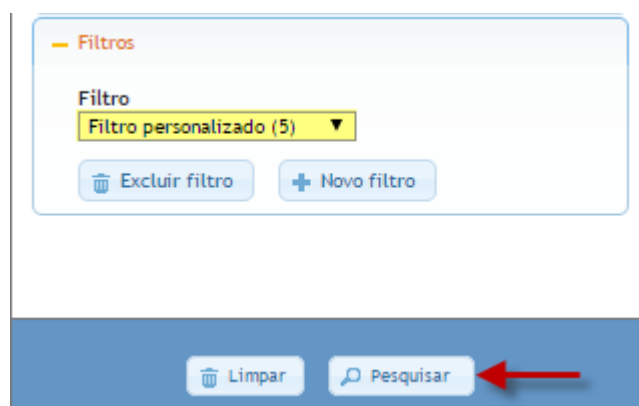 Filtros
Filtro
Filtro personalizado (5)
Excluir filtro
Novo filtro
Limpar
Pesquisar